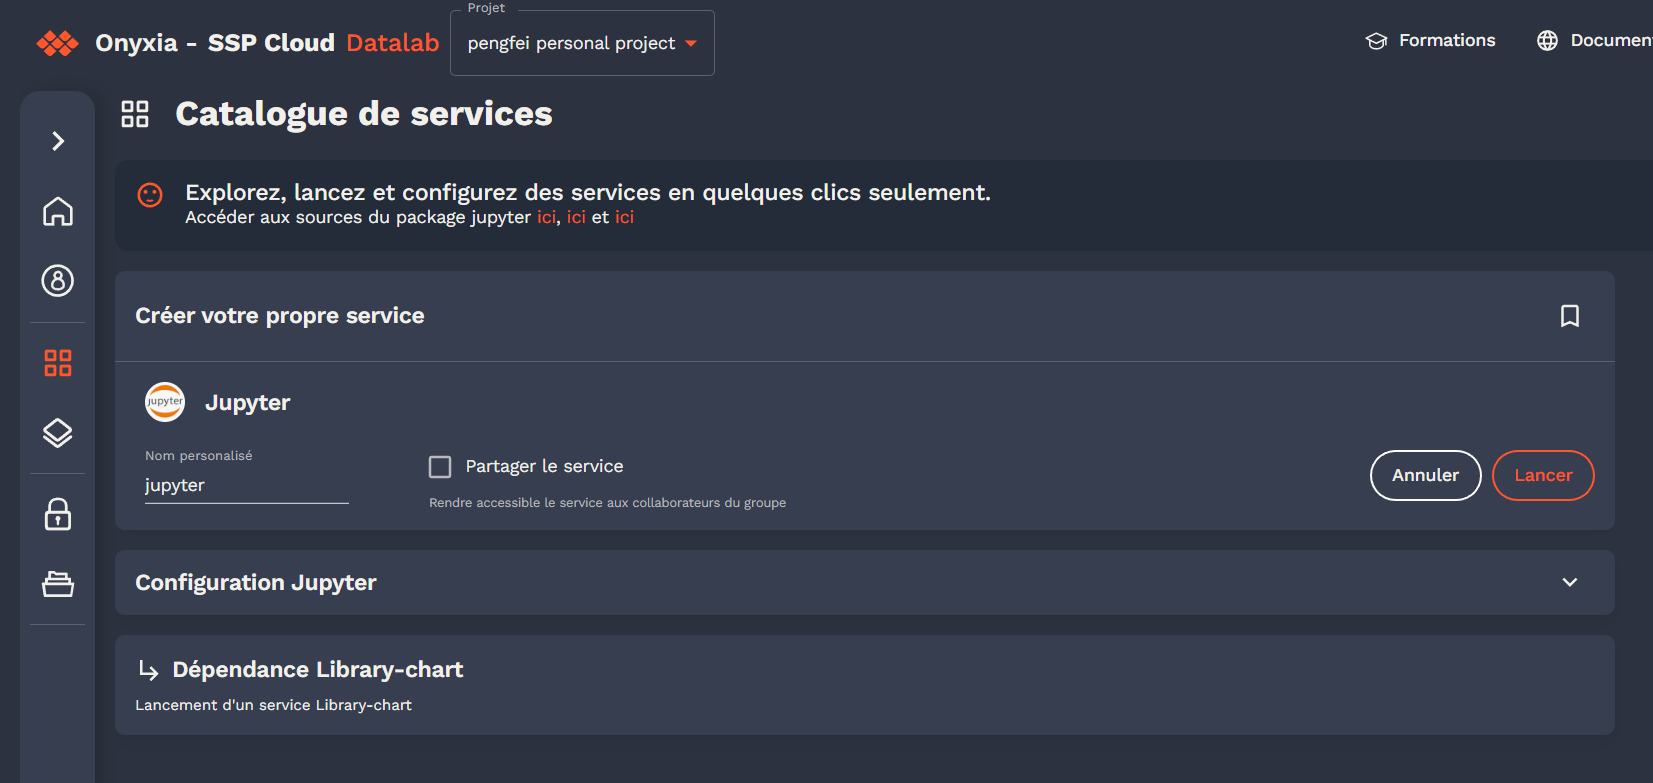 Projet
Onyxia - SSP Cloud Datalab
pengfei personal project
Formations
Documen
Catalogue de services
Explorez, lancez et configurez des services en quelques clics seulement.
Accéder aux sources du package jupyter ici, ici et ici
Créer votre propre service
jupyter
Jupyter
Nom personalisé
jupyter
Partager le service
Rendre accessible le service aux collaborateurs du groupe
Annuler
Lancer
Configuration Jupyter
Dépendance Library-chart
Lancement d'un service Library-chart